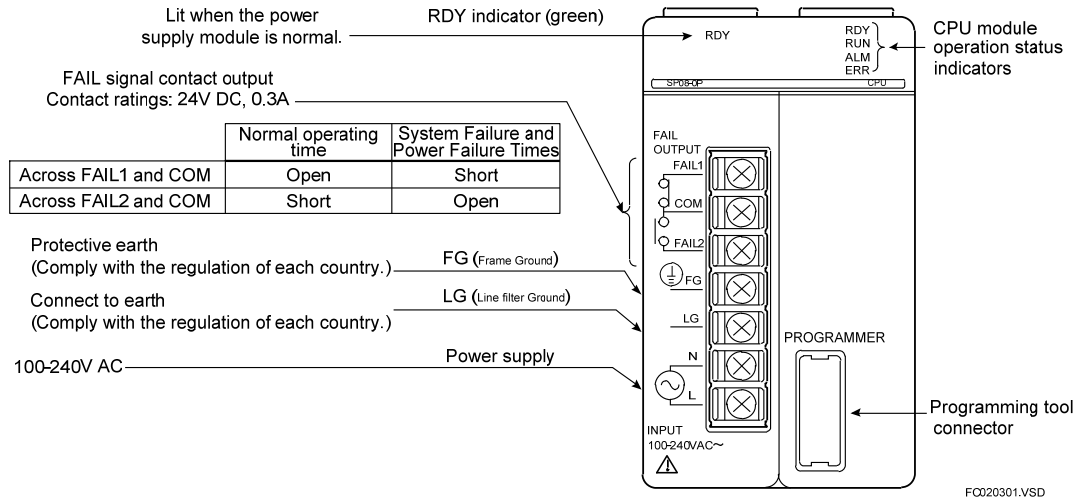 Lit when the power
supply module is normal.
RDY indicator (green)
RDY
RDY
RUN
ALM
ERR
CPU module
operation status
indicators
SP08-0P
CPU
FAIL signal contact output
Contact ratings: 24V DC, 0.3A
Normal operating time
System Failure and Power Failure Times
Across FAIL1 and COM Open Short
Across FAIL2 and COM Short Open
FAIL
OUTPUT
FAIL1
COM
FAIL2
FG
LG
N
L
INPUT
100-240VAC~
Protective earth
(Comply with the regulation of each country.)
FG (Frame Ground)
Connect to earth
(Comply with the regulation of each country.)
LG (Line filter Ground)
100-240V AC
Power supply
PROGRAMMER
Programming tool
connector
FC020301.VSD